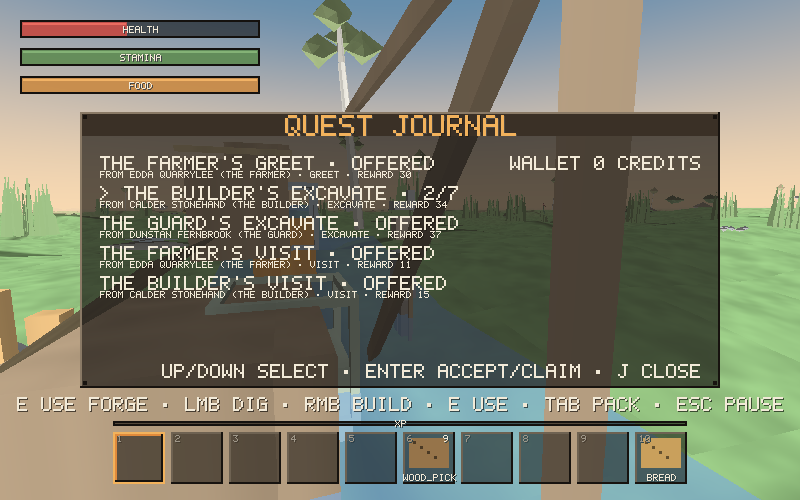 HEALTH
STAMINA
FOOD
QUEST JOURNAL
THE FARMER'S GREET • OFFERED
WALLET 0 CREDITS
FROM EDDA QUARRYLEE (THE FARMER) • GREET • REWARD 30
> THE BUILDER'S EXCAVATE • 2/7
FROM CALDER STONEHAND (THE BUILDER) • EXCAVATE • REWARD 34
THE GUARD'S EXCAVATE • OFFERED
FROM DUNSTAN FERNBROOK (THE GUARD) • EXCAVATE • REWARD 37
THE FARMER'S VISIT • OFFERED
FROM EDDA QUARRYLEE (THE FARMER) • VISIT • REWARD 11
THE BUILDER'S VISIT • OFFERED
FROM CALDER STONEHAND (THE BUILDER) • VISIT • REWARD 15
UP/DOWN SELECT • ENTER ACCEPT/CLAIM • J CLOSE
E USE FORGE • LMB DIG • RMB BUILD • E USE • TAB PACK • ESC PAUSE
XP
1 2 3 4 5 6 9 7 8 9 10
WOOD_PICK BREAD